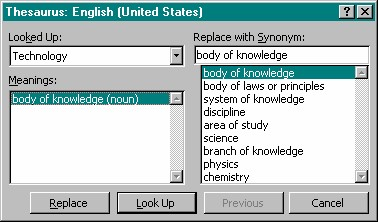 Thesaurus: English (United States)
Looked Up:
Technology
Meanings:
body of knowledge (noun)
Replace with Synonym:
body of knowledge
body of knowledge
body of laws or principles
system of knowledge
discipline
area of study
science
branch of knowledge
physics
chemistry
Replace
Look Up
Previous
Cancel